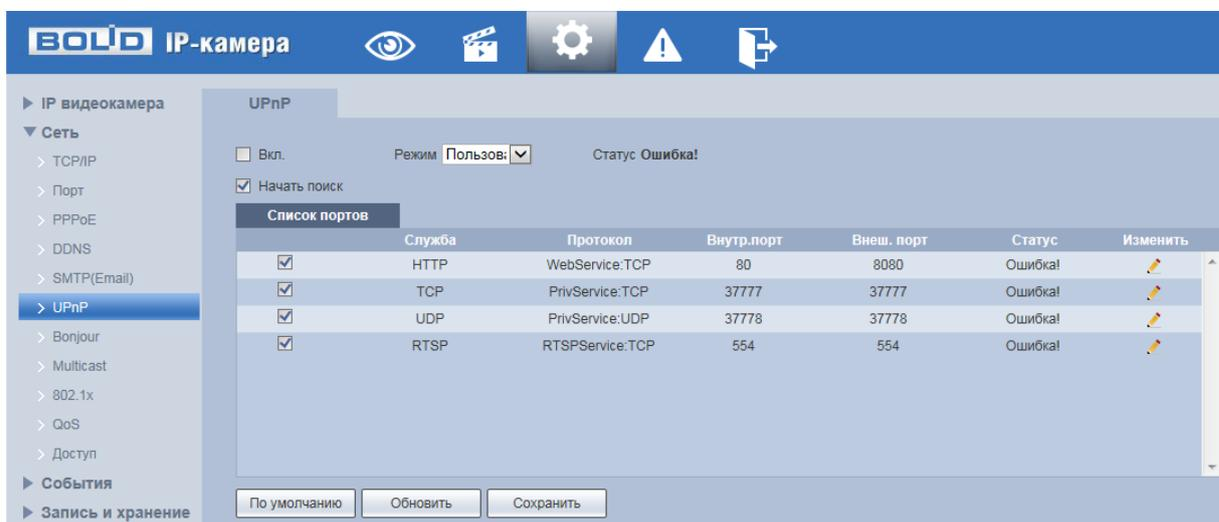 BOLID IP-камера
IP видеокамера
Сеть
TCP/IP
Порт
PPPoE
DDNS
SMTP(Email)
UPnP
Bonjour
Multicast
802.1x
QoS
Доступ
События
Запись и хранение
UPnP
Вкл. Режим Пользов Статус Ошибка!
Начать поиск
Список портов
Служба Протокол Внутр.порт Внеш. порт Статус Изменить
HTTP WebService:TCP 80 8080 Ошибка!
TCP PrivService:TCP 37777 37777 Ошибка!
UDP PrivService:UDP 37778 37778 Ошибка!
RTSP RTSPService:TCP 554 554 Ошибка!
По умолчанию Обновить Сохранить